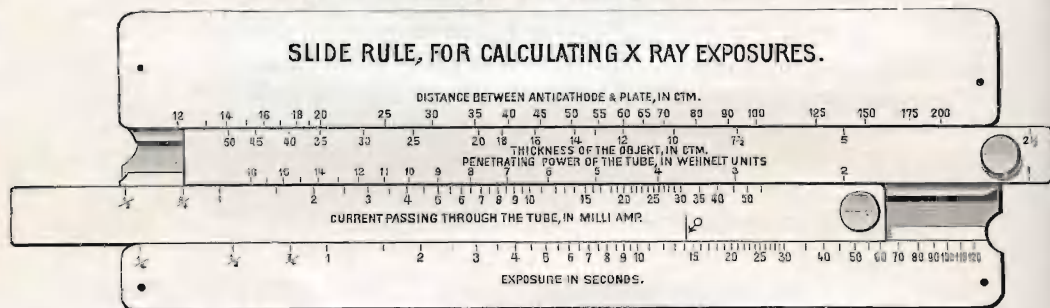 SLIDE RULE, FOR CALCULATING X RAY EXPOSURES.
DISTANCE BETWEEN ANTICATHODE & PLATE, IN CTM.
12 14 16 18 20 25 30 35 40 45 50 55 60 65 70 80 90 100 125 150 175 200
50 45 40 35 30 25 20 18 16 14 12 10 7½ 5 2½
THICKNESS OF THE OBJEKT, IN CTM.
PENETRATING POWER OF THE TUBE, IN WEHNELT UNITS
14 12 11 10 9 8 7 6 5 4 3 2
1 2 3 4 5 6 7 8 9 10 15 20 25 30 35 40 50
CURRENT PASSING THROUGH THE TUBE, IN MILLI AMP.
1 2 3 4 5 6 7 8 9 10 15 20 25 30 40 50 60 70 80 90 100 110 120
EXPOSURE IN SECONDS.